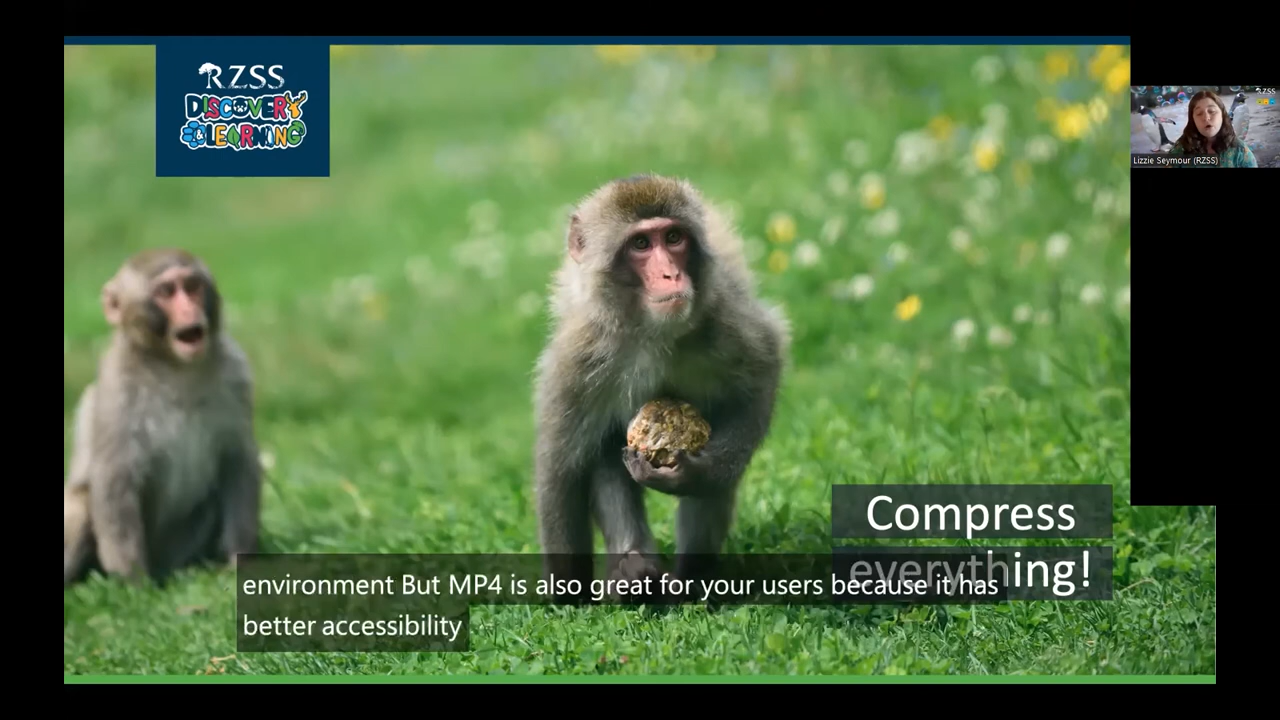 RZSS
DISCOVERY
& LEARNING
RZSS
Lizzie Seymour (RZSS)
Compress
everything!
environment But MP4 is also great for your users because it has
better accessibility